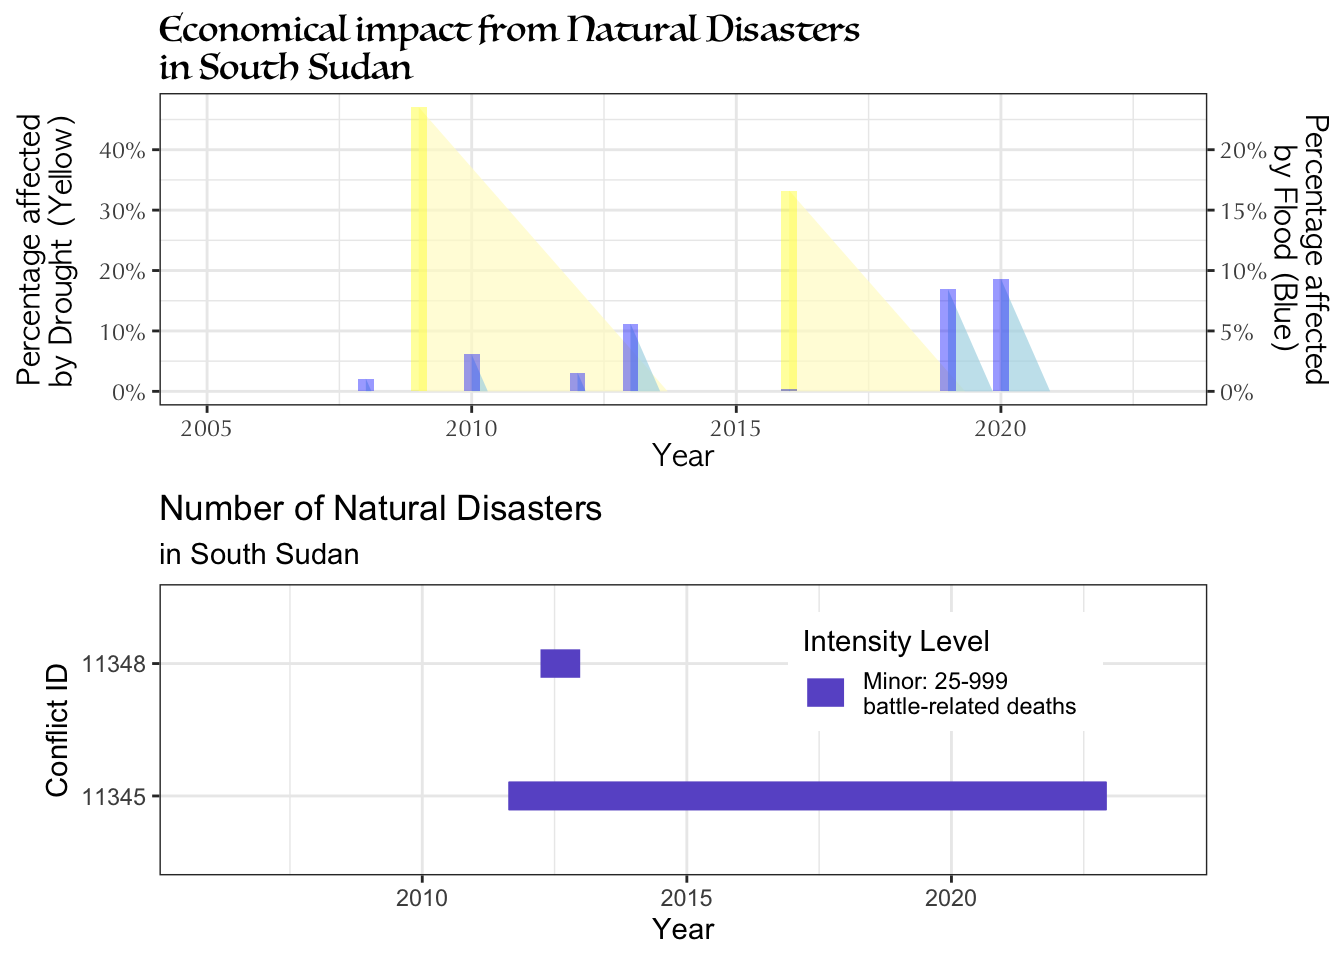 Economical impact from Natural Disasters
in South Sudan
Percentage affected
by Drought (Yellow)
40%
30%
20%
10%
0%
20%
15%
10%
5%
0%
Percentage affected
by Flood (Blue)
2005
2010
2015
2020
Year
Number of Natural Disasters
in South Sudan
Conflict ID
11348
11345
Intensity Level
Minor: 25-999
battle-related deaths
2010
2015
2020
Year